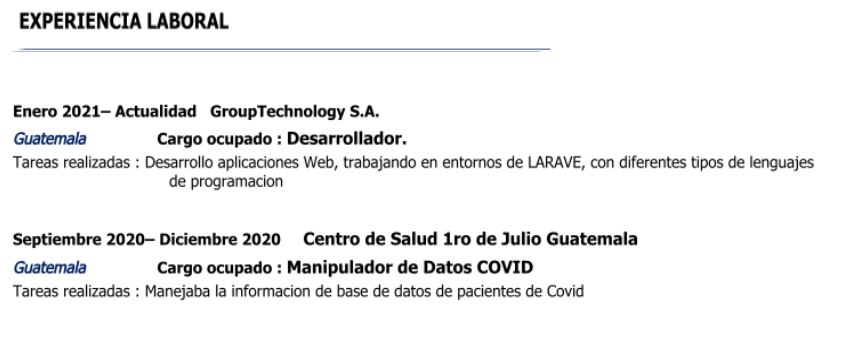 EXPERIENCIA LABORAL
Enero 2021– Actualidad GroupTechnology S.A.
Guatemala Cargo ocupado : Desarrollador.
Tareas realizadas : Desarrollo aplicaciones Web, trabajando en entornos de LARAVE, con diferentes tipos de lenguajes
de programacion
Septiembre 2020– Diciembre 2020 Centro de Salud 1ro de Julio Guatemala
Guatemala Cargo ocupado : Manipulador de Datos COVID
Tareas realizadas : Manejaba la informacion de base de datos de pacientes de Covid